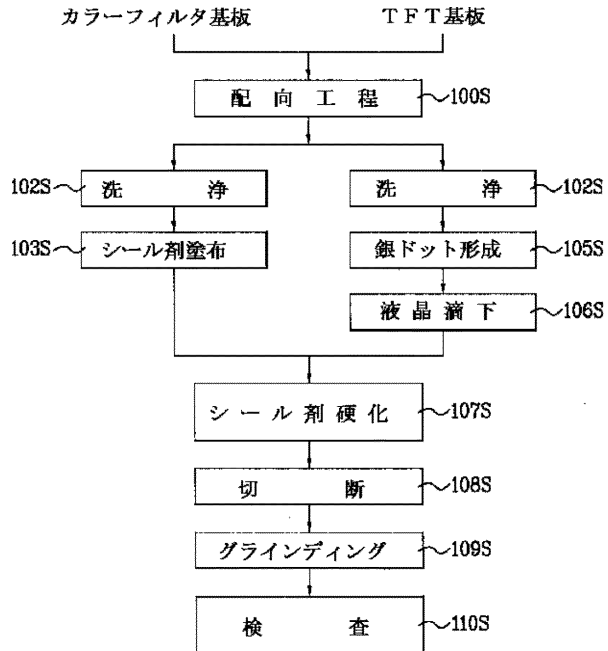 カラーフィルタ基板
ＴＦＴ基板
配向工程
100S
102S
洗浄
洗浄
102S
103S
シール剤塗布
銀ドット形成
105S
液晶滴下
106S
シール剤硬化
107S
切断
108S
グラインディング
109S
検査
110S